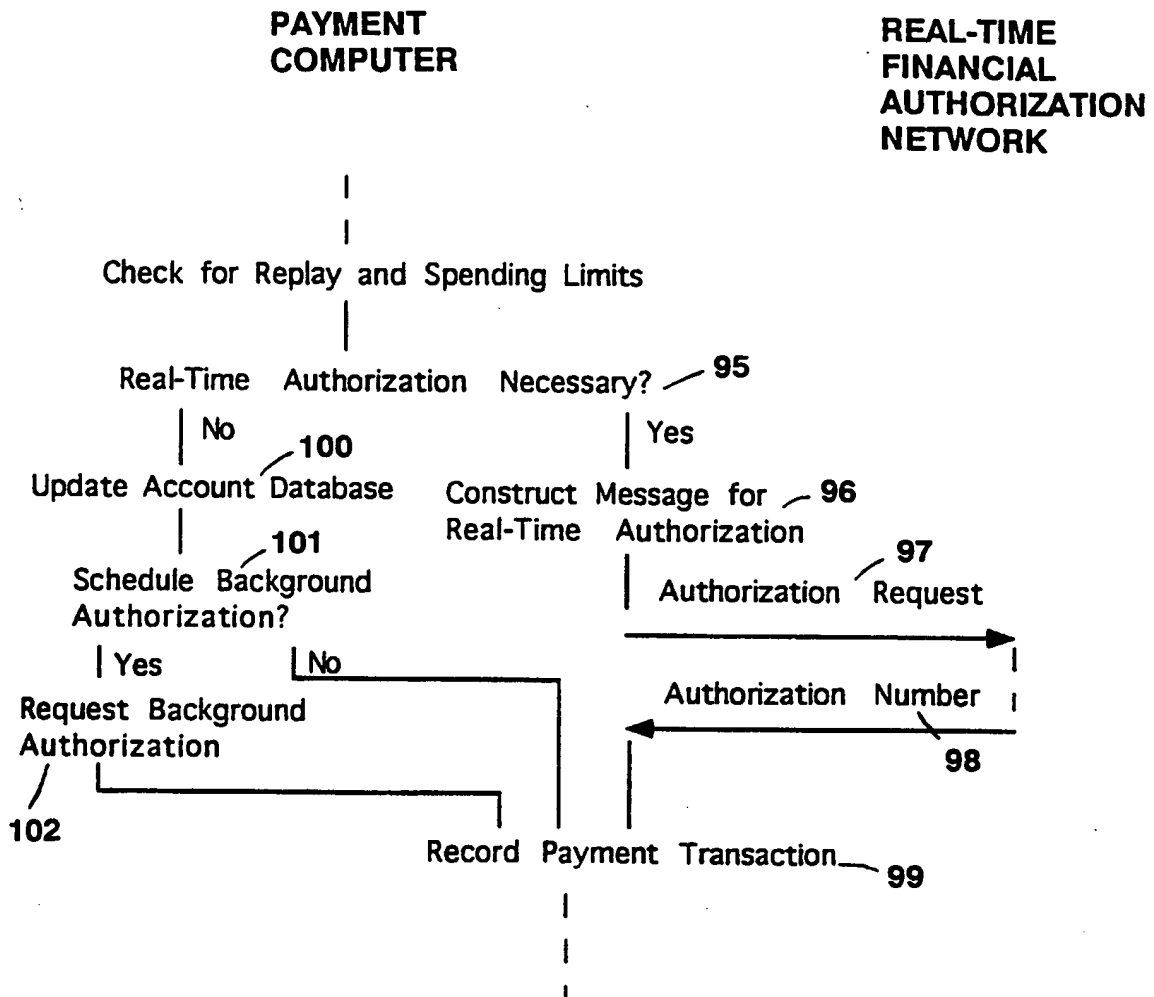 PAYMENT
COMPUTER
REAL-TIME
FINANCIAL
AUTHORIZATION
NETWORK
Check for Replay and Spending Limits
Real-Time Authorization Necessary?
95
No
Yes
100
Update Account Database
Construct Message for
Real-Time Authorization
96
101
Schedule Background
Authorization?
97
Authorization Request
Yes
No
Request Background
Authorization
Authorization Number
98
102
Record Payment Transaction
99